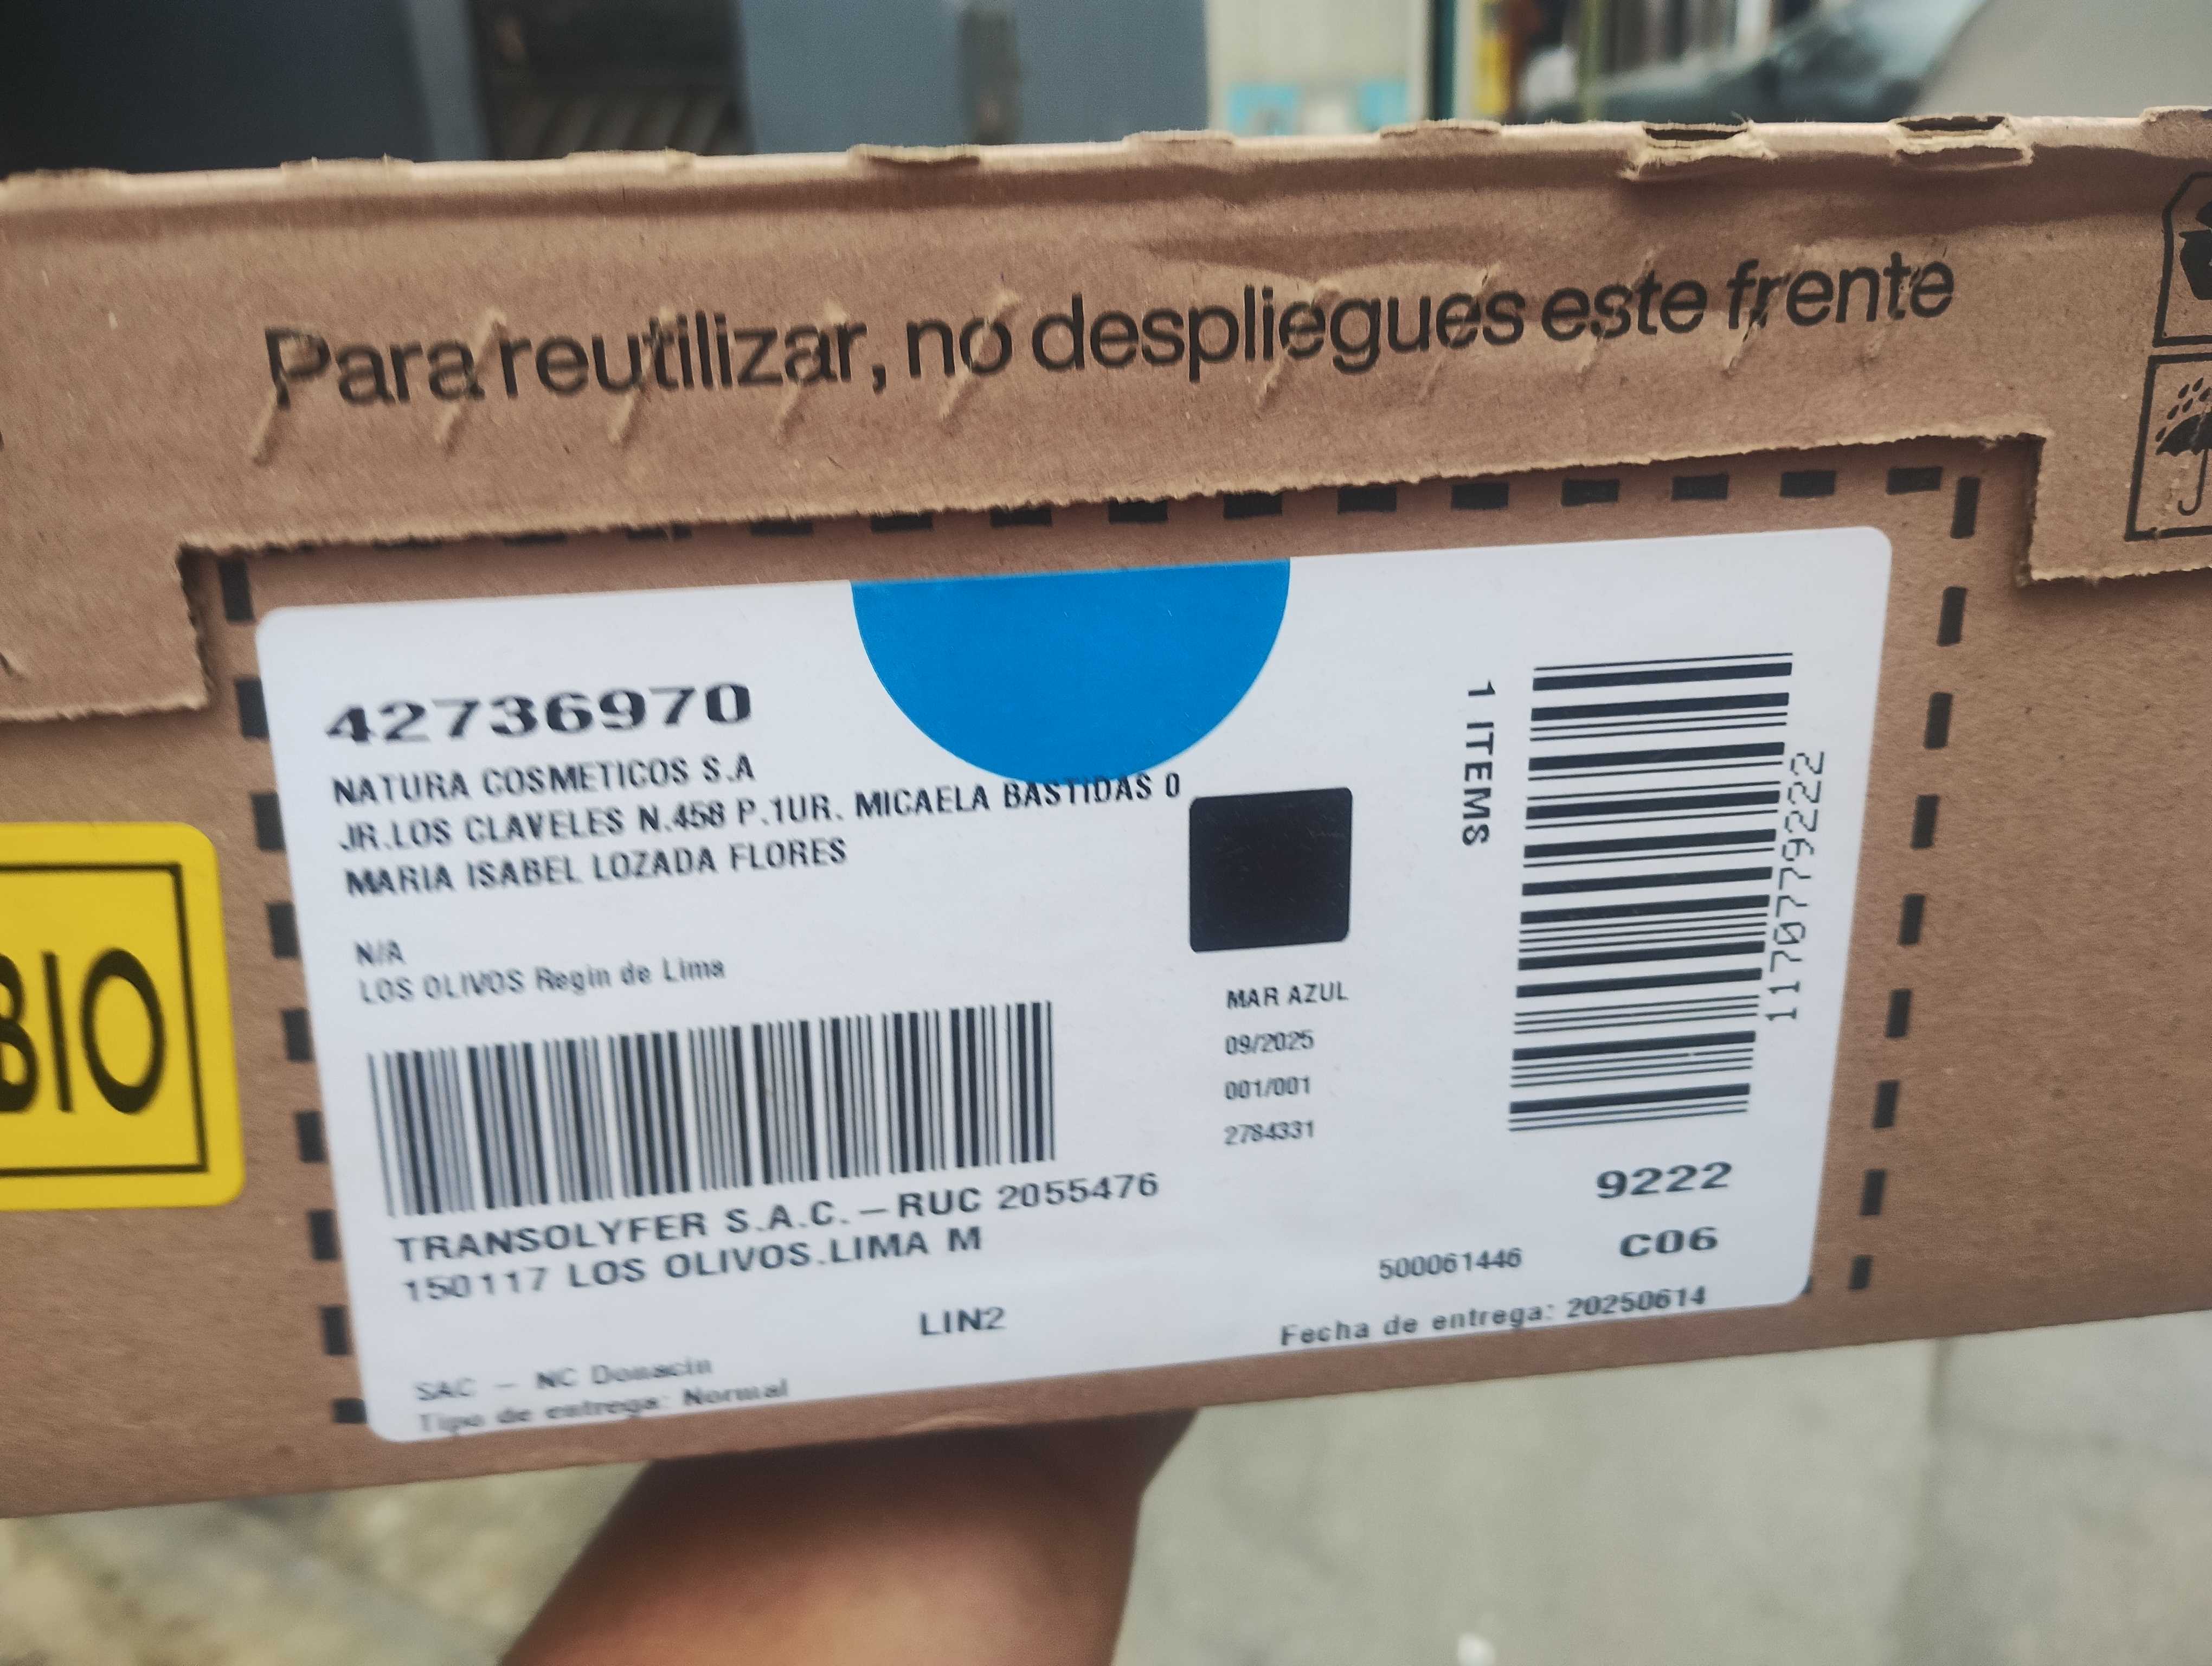 Para reutilizar, no despliegues este frente
42736970
NATURA COSMETICOS S.A
JR.LOS CLAVELES N.458 P.1UR. MICAELA BASTIDAS 0
MARIA ISABEL LOZADA FLORES
N/A
LOS OLIVOS Regin de Lima
TRANSOLYFER S.A.C.-RUC 2055476
150117 LOS OLIVOS.LIMA M
LIN2
SAC - NC Donacin
Tipo de entrega: Normal
MAR AZUL
09/2025
001/001
2784331
1 ITEMS
11707792​22
9222
C06
500061446
Fecha de entrega: 20250614
BIO